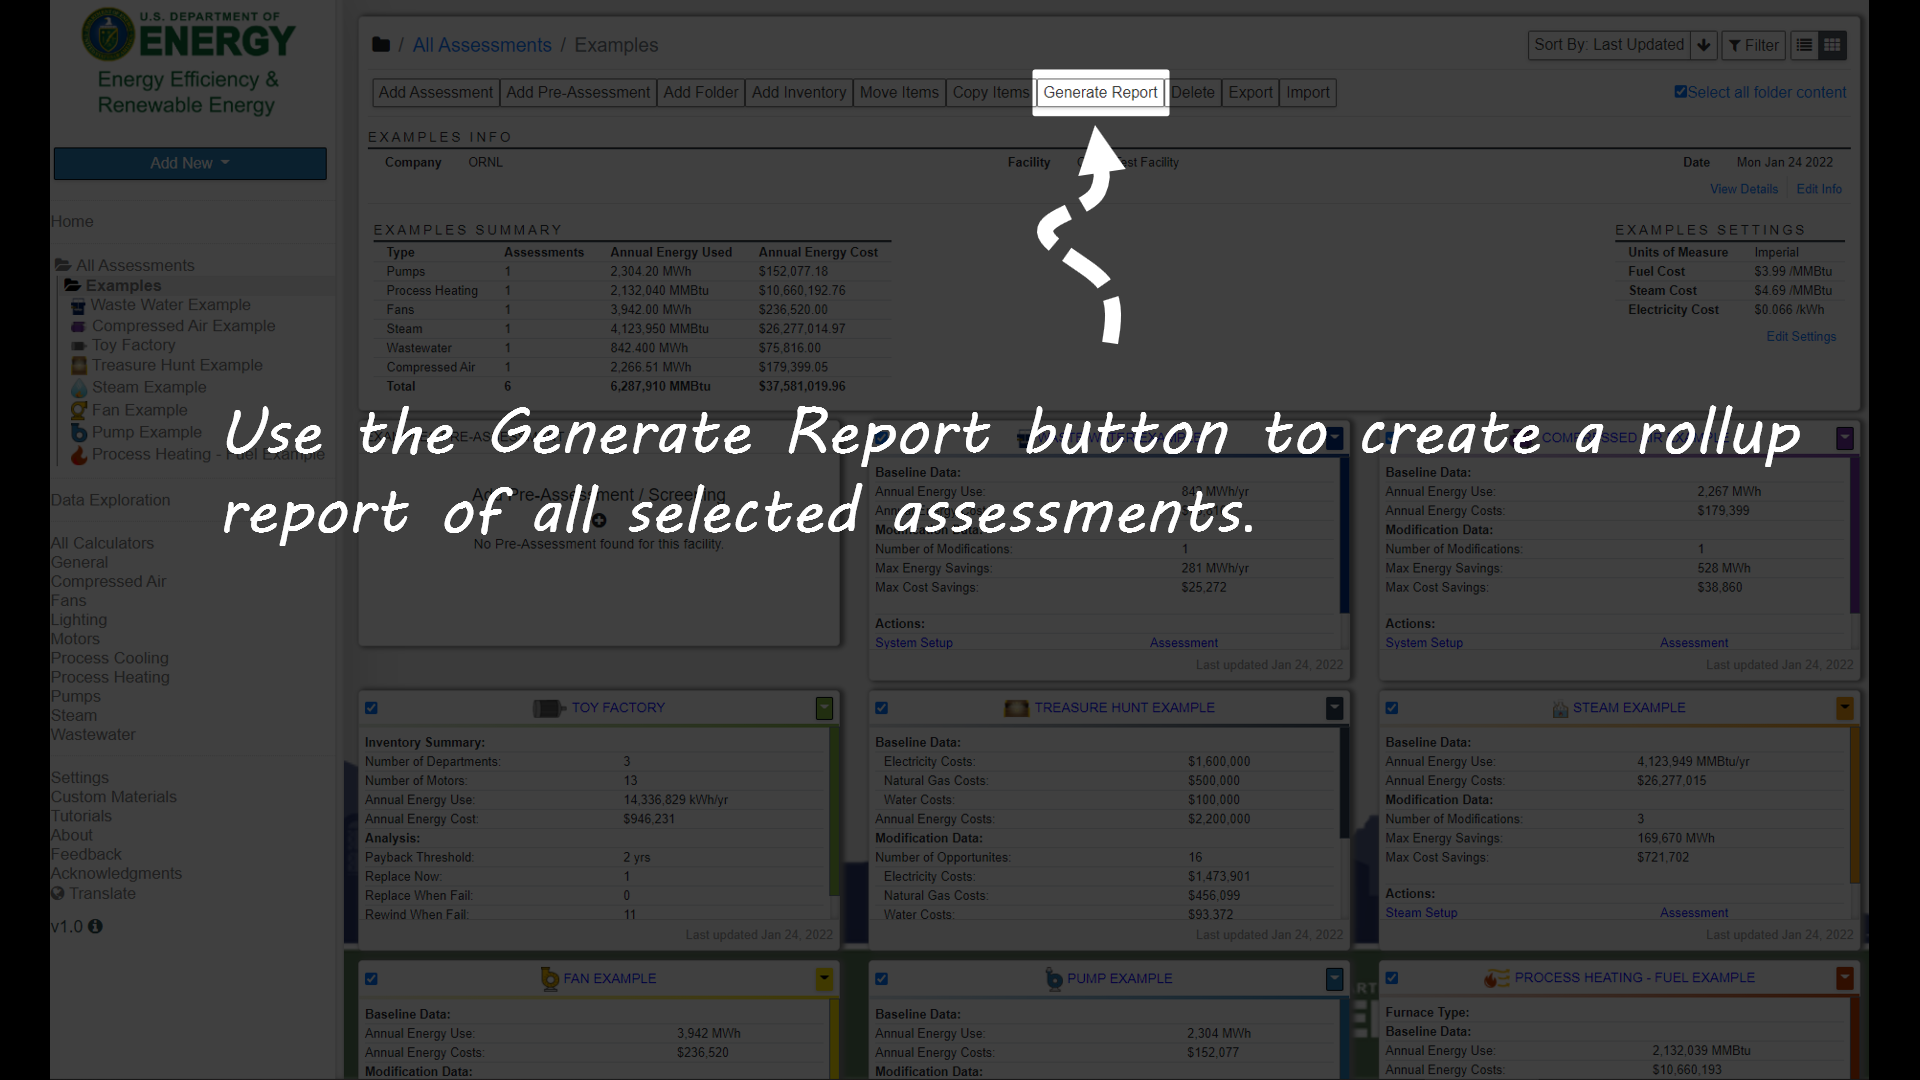 U.S. DEPARTMENT OF
ENERGY
Energy Efficiency &
Renewable Energy
Add New
Home
All Assessments
Examples
Waste Water Example
Compressed Air Example
Toy Factory
Treasure Hunt Example
Steam Example
Fan Example
Pump Example
Process Heating - Fuel Example
Data Exploration
All Calculators
General
Compressed Air
Fans
Lighting
Motors
Process Cooling
Process Heating
Pumps
Steam
Wastewater
Settings
Custom Materials
Tutorials
About
Feedback
Acknowledgments
Translate
v1.0
/ All Assessments / Examples
Sort By: Last Updated Filter
Add Assessment Add Pre-Assessment Add Folder Add Inventory Move Items Copy Items Generate Report Delete Export Import
Select all folder content
EXAMPLES INFO
Company ORNL Facility Test Facility Date Mon Jan 24 2022
View Details Edit Info
EXAMPLES SUMMARY
Type Assessments Annual Energy Used Annual Energy Cost
Pumps 1 2,304.20 MWh $152,077.18
Process Heating 1 2,132,040 MMBtu $10,660,192.76
Fans 1 3,942.00 MWh $236,520.00
Steam 1 4,123,950 MMBtu $26,277,014.97
Wastewater 1 842.400 MWh $75,816.00
Compressed Air 1 2,266.51 MWh $179,399.05
Total 6 6,287,910 MMBtu $37,581,019.96
EXAMPLES SETTINGS
Units of Measure Imperial
Fuel Cost $3.99 /MMBtu
Steam Cost $4.69 /MMBtu
Electricity Cost $0.066 /kWh
Edit Settings
Use the Generate Report button to create a rollup
report of all selected assessments.
Add Pre-Assessment / Screening
No Pre-Assessment found for this facility.
Baseline Data:
Annual Energy Use: 842 MWh/yr
Annual Energy Costs:
Modification Data:
Number of Modifications: 1
Max Energy Savings: 281 MWh/yr
Max Cost Savings: $25,272
Actions:
System Setup Assessment
Last updated Jan 24, 2022
COMPRESSED AIR EXAMPLE
Baseline Data:
Annual Energy Use: 2,267 MWh
Annual Energy Costs: $179,399
Modification Data:
Number of Modifications: 1
Max Energy Savings: 528 MWh
Max Cost Savings: $38,860
Actions:
System Setup Assessment
Last updated Jan 24, 2022
TOY FACTORY
Inventory Summary:
Number of Departments: 3
Number of Motors: 13
Annual Energy Use: 14,336,829 kWh/yr
Annual Energy Cost: $946,231
Analysis:
Payback Threshold: 2 yrs
Replace Now: 1
Replace When Fail: 0
Rewind When Fail: 11
Last updated Jan 24, 2022
TREASURE HUNT EXAMPLE
Baseline Data:
Electricity Costs: $1,600,000
Natural Gas Costs: $500,000
Water Costs: $100,000
Annual Energy Costs: $2,200,000
Modification Data:
Number of Opportunites: 16
Electricity Costs: $1,473,901
Natural Gas Costs: $456,099
Water Costs: $93,372
Last updated Jan 24, 2022
STEAM EXAMPLE
Baseline Data:
Annual Energy Use: 4,123,949 MMBtu/yr
Annual Energy Costs: $26,277,015
Modification Data:
Number of Modifications: 3
Max Energy Savings: 169,670 MWh
Max Cost Savings: $721,702
Actions:
Steam Setup Assessment
Last updated Jan 24, 2022
FAN EXAMPLE
Baseline Data:
Annual Energy Use: 3,942 MWh
Annual Energy Costs: $236,520
Modification Data:
PUMP EXAMPLE
Baseline Data:
Annual Energy Use: 2,304 MWh
Annual Energy Costs: $152,077
Modification Data:
PROCESS HEATING - FUEL EXAMPLE
Furnace Type:
Baseline Data:
Annual Energy Use: 2,132,039 MMBtu
Annual Energy Costs: $10,660,193